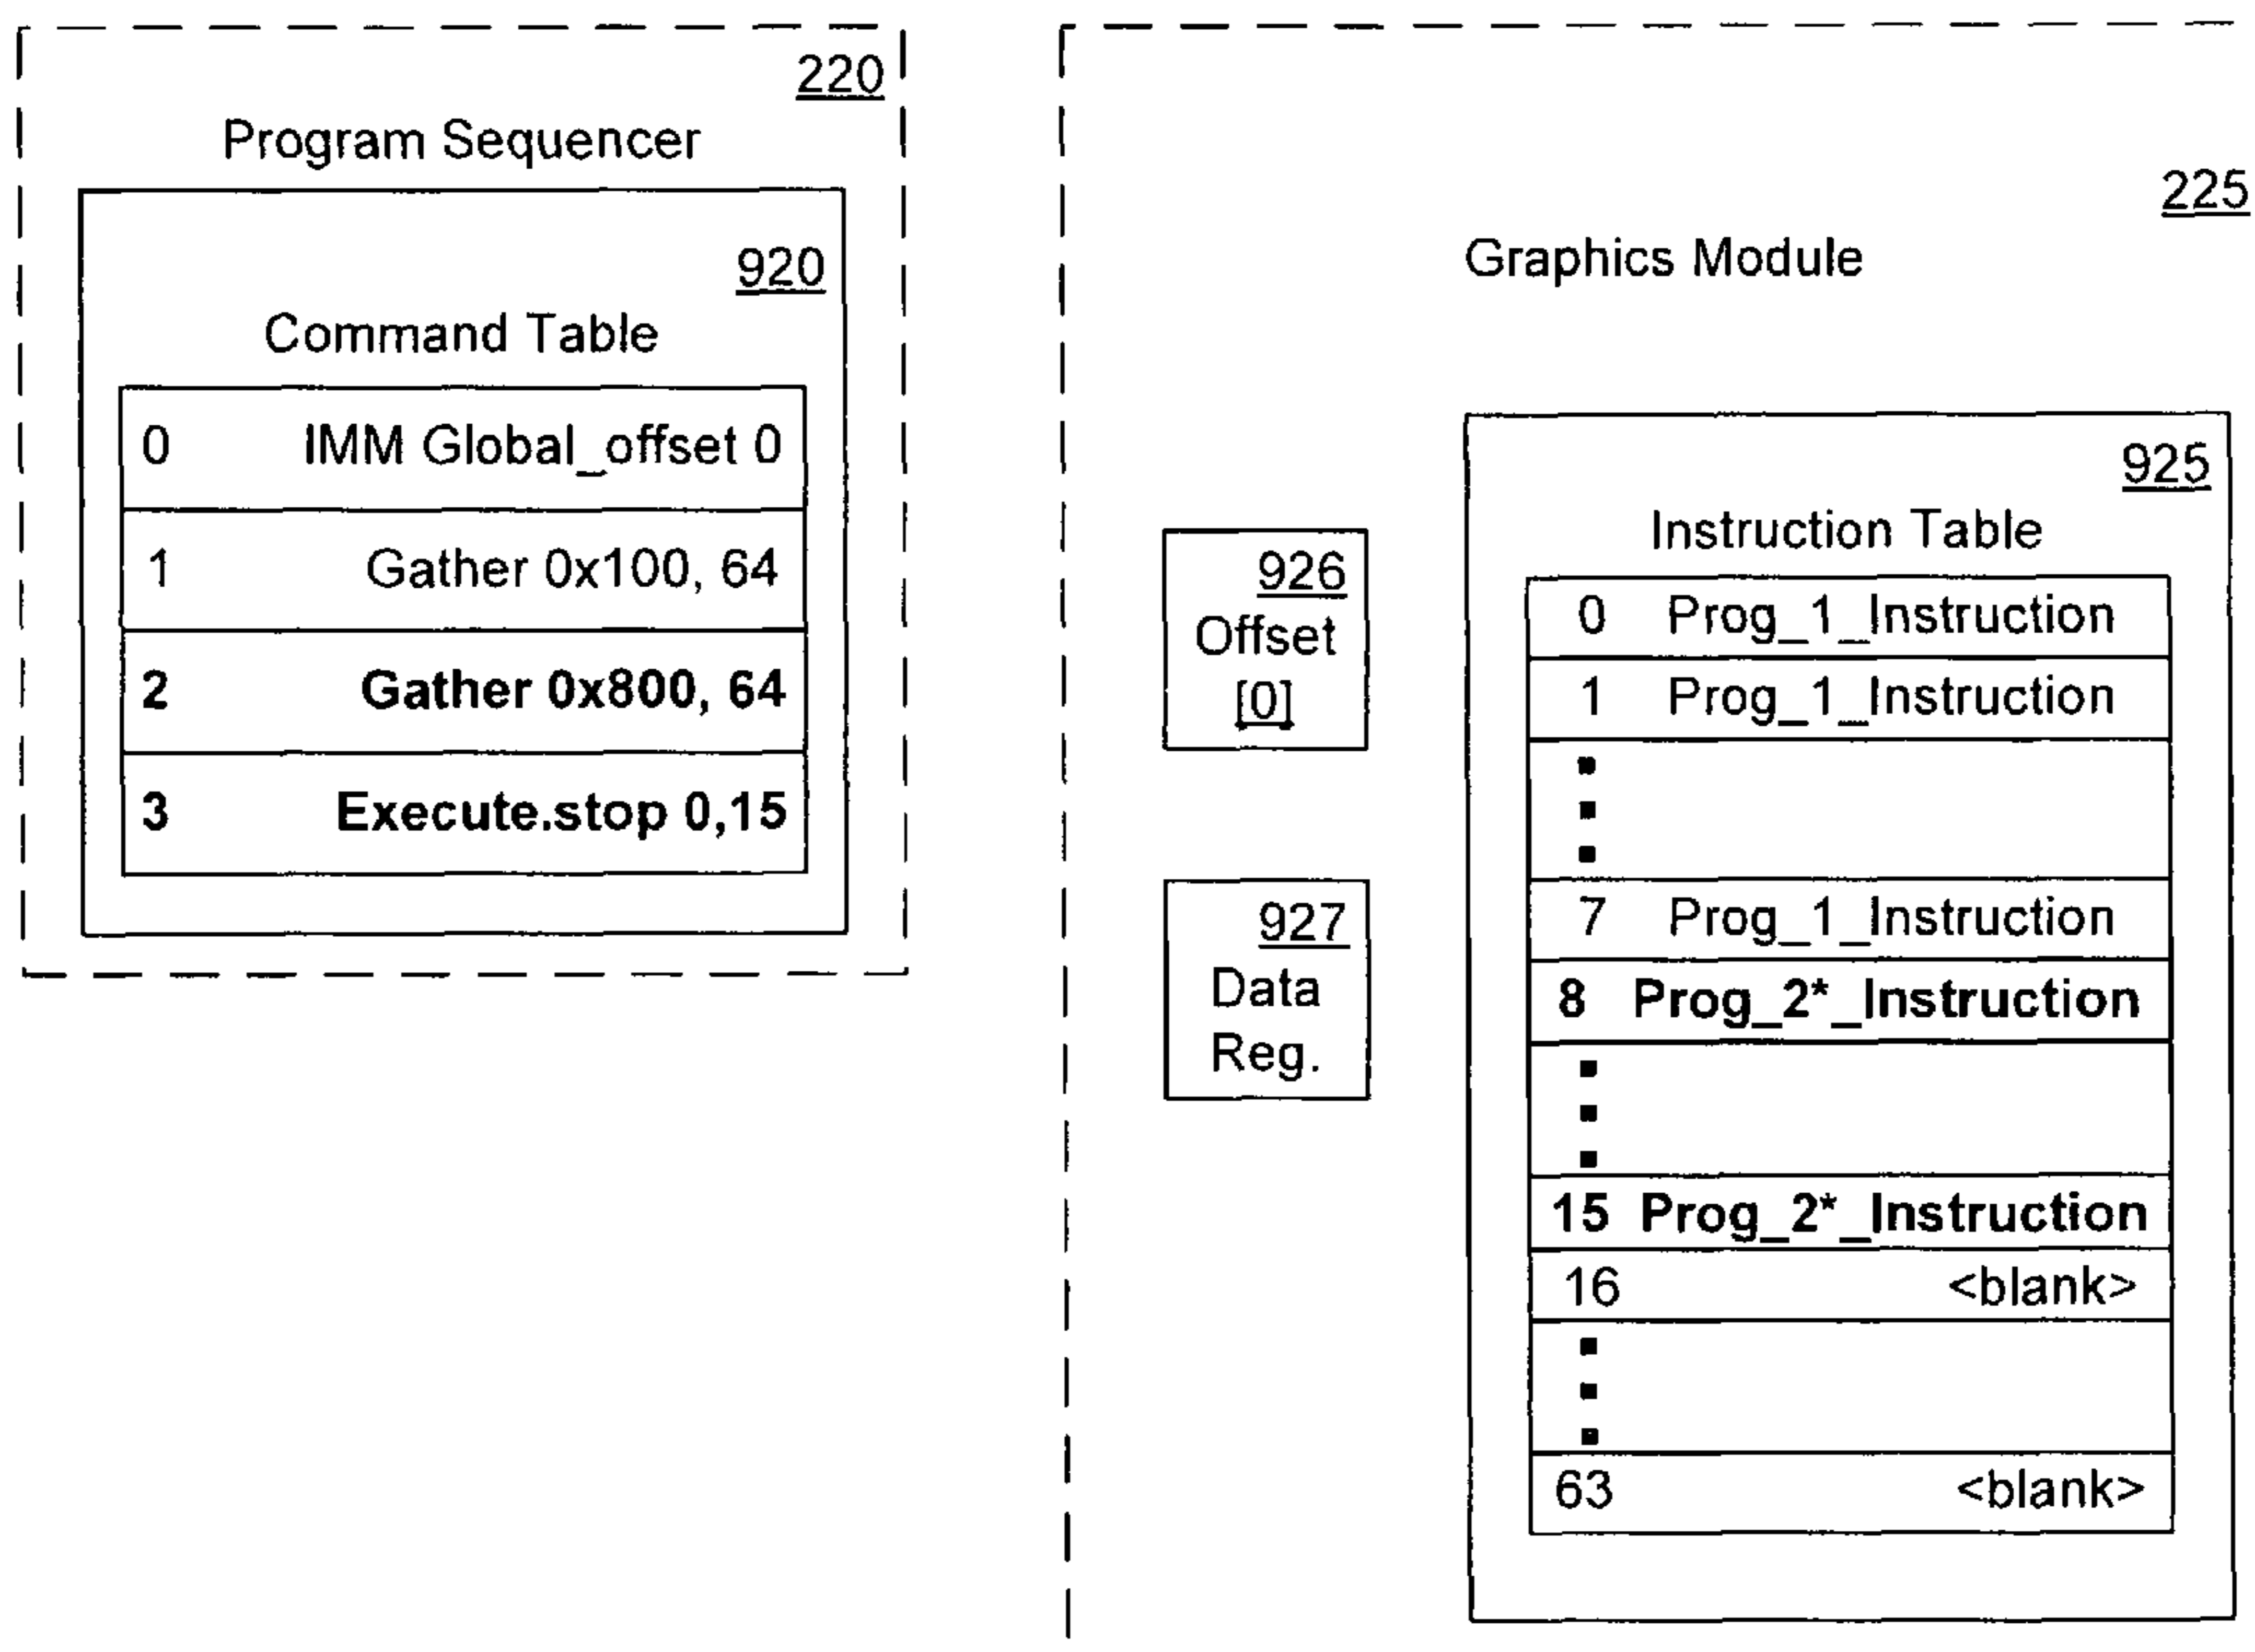 220
Program Sequencer
920
Command Table
0 IMM Global_offset 0
1 Gather 0x100, 64
2 Gather 0x800, 64
3 Execute.stop 0,15
225
Graphics Module
926
Offset
[0]
927
Data
Reg.
925
Instruction Table
0 Prog_1_Instruction
1 Prog_1_Instruction
7 Prog_1_Instruction
8 Prog_2*_Instruction
15 Prog_2*_Instruction
16 <blank>
63 <blank>